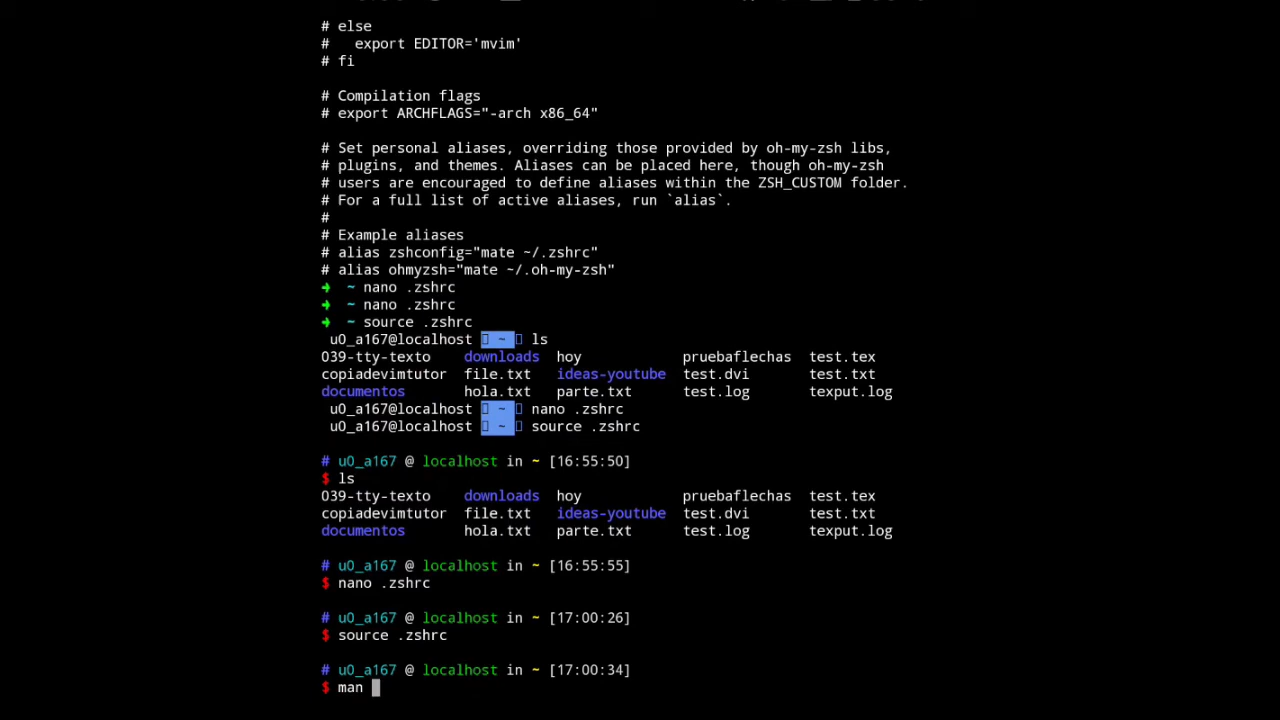 # else
#   export EDITOR='mvim'
# fi
# Compilation flags
# export ARCHFLAGS="-arch x86_64"
# Set personal aliases, overriding those provided by oh-my-zsh libs,
# plugins, and themes. Aliases can be placed here, though oh-my-zsh
# users are encouraged to define aliases within the ZSH_CUSTOM folder.
# For a full list of active aliases, run `alias`.
#
# Example aliases
# alias zshconfig="mate ~/.zshrc"
# alias ohmyzsh="mate ~/.oh-my-zsh"
➜  ~ nano .zshrc
➜  ~ nano .zshrc
➜  ~ source .zshrc
u0_a167@localhost  ~  ls
039-tty-texto    downloads  hoy            pruebaflechas  test.tex
copiadevimtutor  file.txt   ideas-youtube  test.dvi       test.txt
documentos       hola.txt   parte.txt      test.log       texput.log
u0_a167@localhost  ~  nano .zshrc
u0_a167@localhost  ~  source .zshrc
# u0_a167 @ localhost in ~ [16:55:50]
$ ls
039-tty-texto    downloads  hoy            pruebaflechas  test.tex
copiadevimtutor  file.txt   ideas-youtube  test.dvi       test.txt
documentos       hola.txt   parte.txt      test.log       texput.log
# u0_a167 @ localhost in ~ [16:55:55]
$ nano .zshrc
# u0_a167 @ localhost in ~ [17:00:26]
$ source .zshrc
# u0_a167 @ localhost in ~ [17:00:34]
$ man